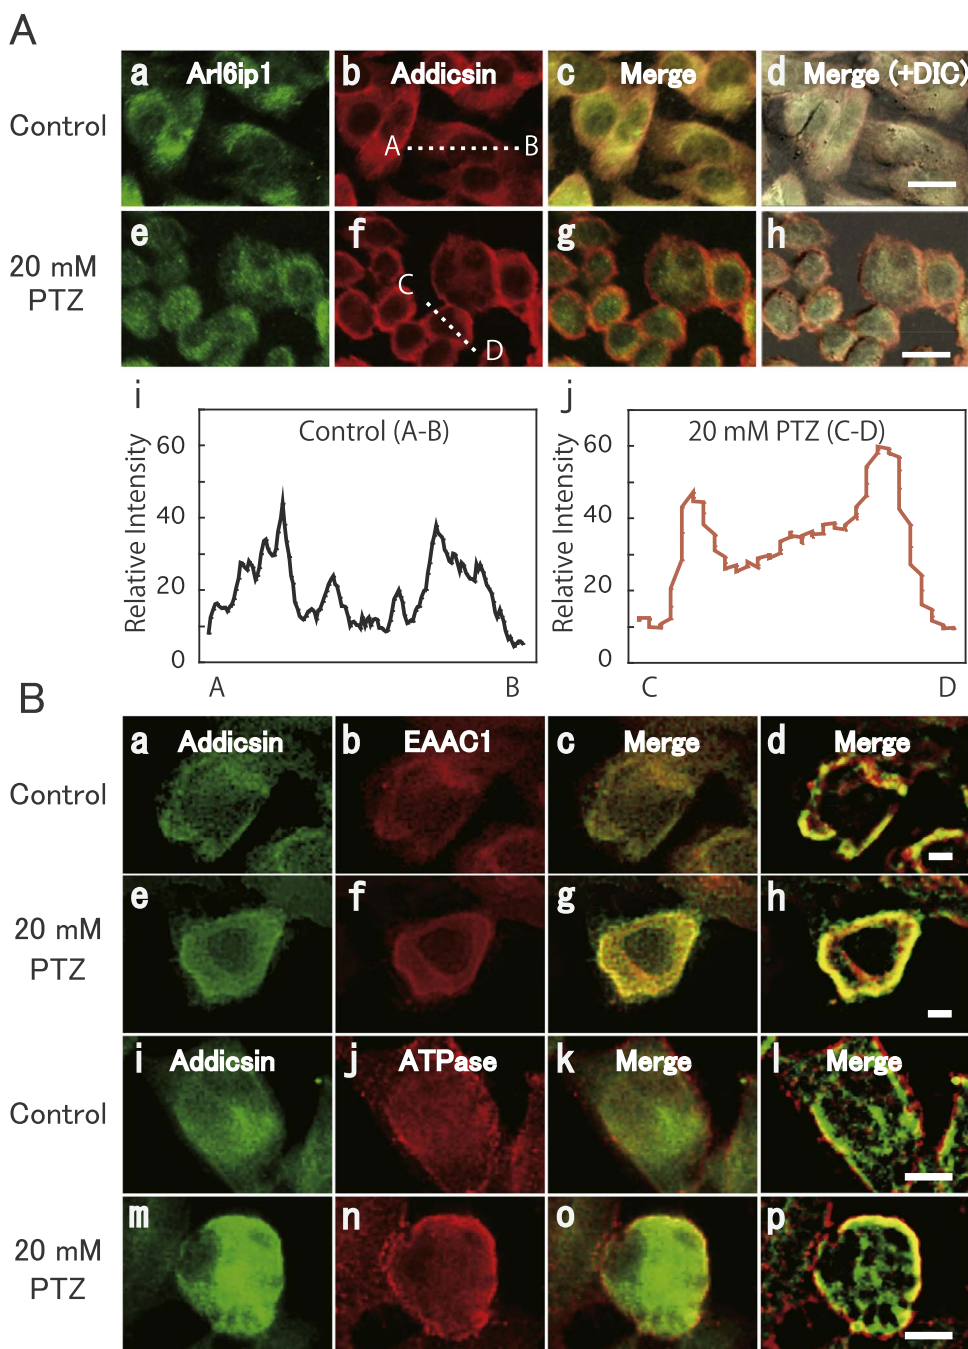 A
a Arl6ip1 b Addicsin c Merge d Merge (+DIC)
Control
A B
e f g h
20 mM
PTZ
C
D
i j
Control (A-B) 20 mM PTZ (C-D)
Relative Intensity
60
40
20
0
A B
Relative Intensity
60
40
20
0
C D
B
a Addicsin b EAAC1 c Merge d Merge
Control
e f g h
20 mM
PTZ
i Addicsin j ATPase k Merge l Merge
Control
m n o p
20 mM
PTZ